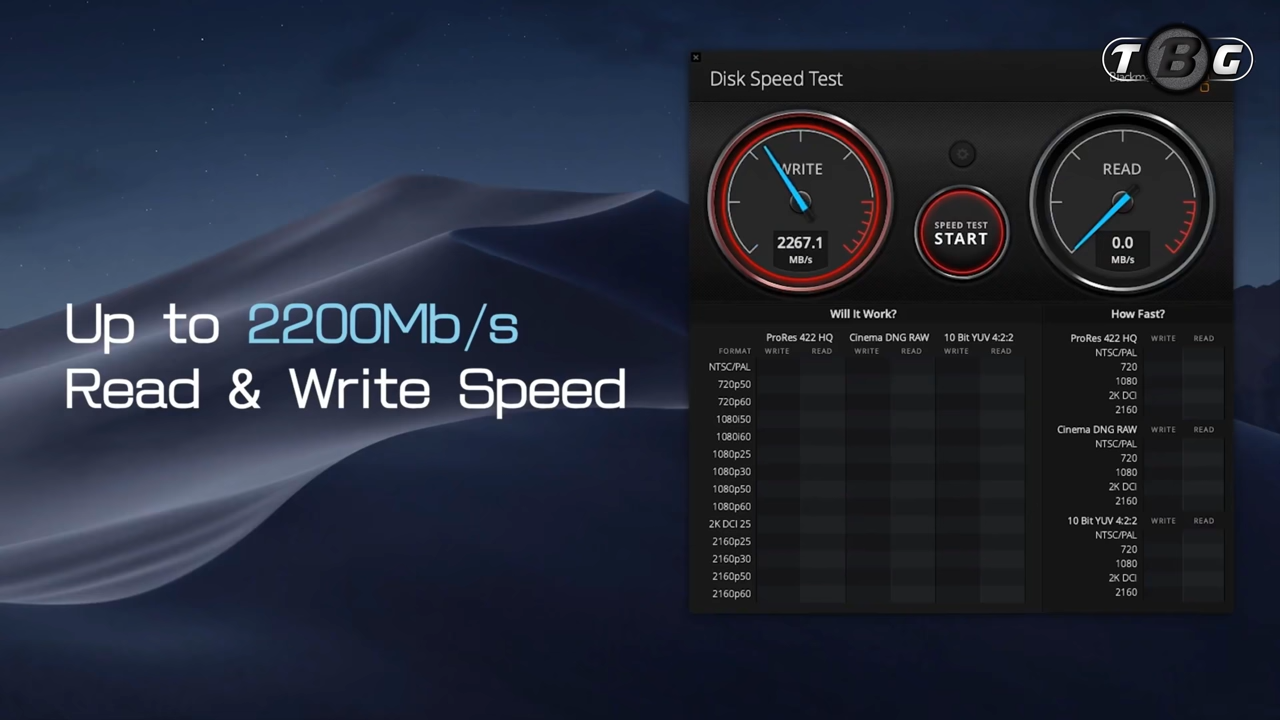 TBG
Disk Speed Test
WRITE
2267.1
MB/s
SPEED TEST
START
READ
0.0
MB/s
Up to 2200Mb/s
Read & Write Speed
Will It Work?
ProRes 422 HQ Cinema DNG RAW 10 Bit YUV 4:2:2
FORMAT WRITE READ WRITE READ WRITE READ
NTSC/PAL
720p50
720p60
1080i50
1080i60
1080p25
1080p30
1080p50
1080p60
2K DCI 25
2160p25
2160p30
2160p50
2160p60
How Fast?
ProRes 422 HQ WRITE READ
NTSC/PAL
720
1080
2K DCI
2160
Cinema DNG RAW WRITE READ
NTSC/PAL
720
1080
2K DCI
2160
10 Bit YUV 4:2:2 WRITE READ
NTSC/PAL
720
1080
2K DCI
2160